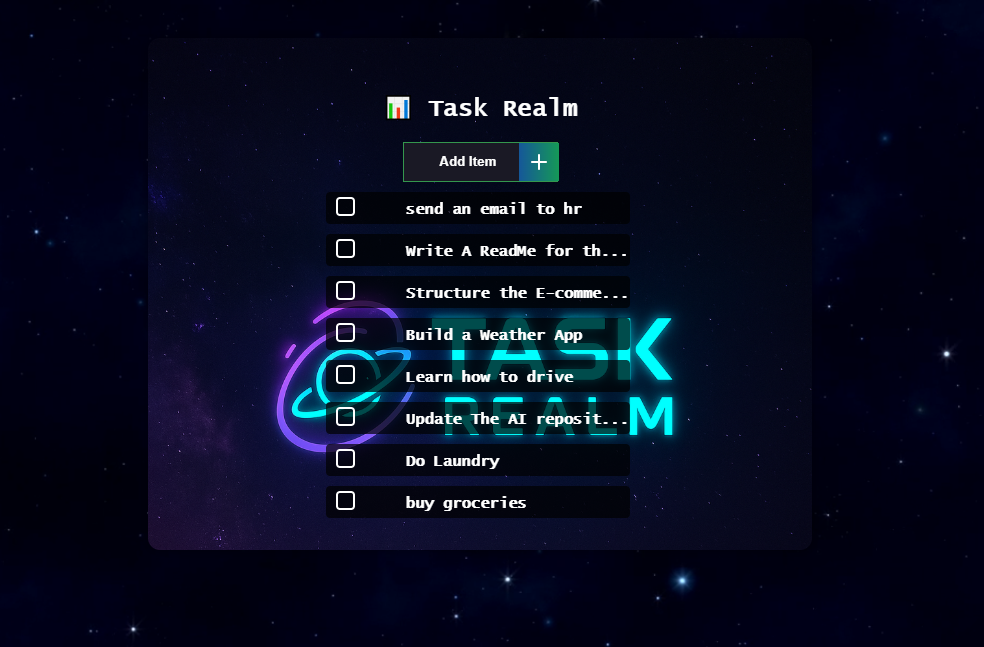 📊 Task Realm
Add Item +
send an email to hr
Write A ReadMe for th...
Structure the E-comme...
Build a Weather App
Learn how to drive
Update The AI reposit...
Do Laundry
buy groceries
TASK
REALM